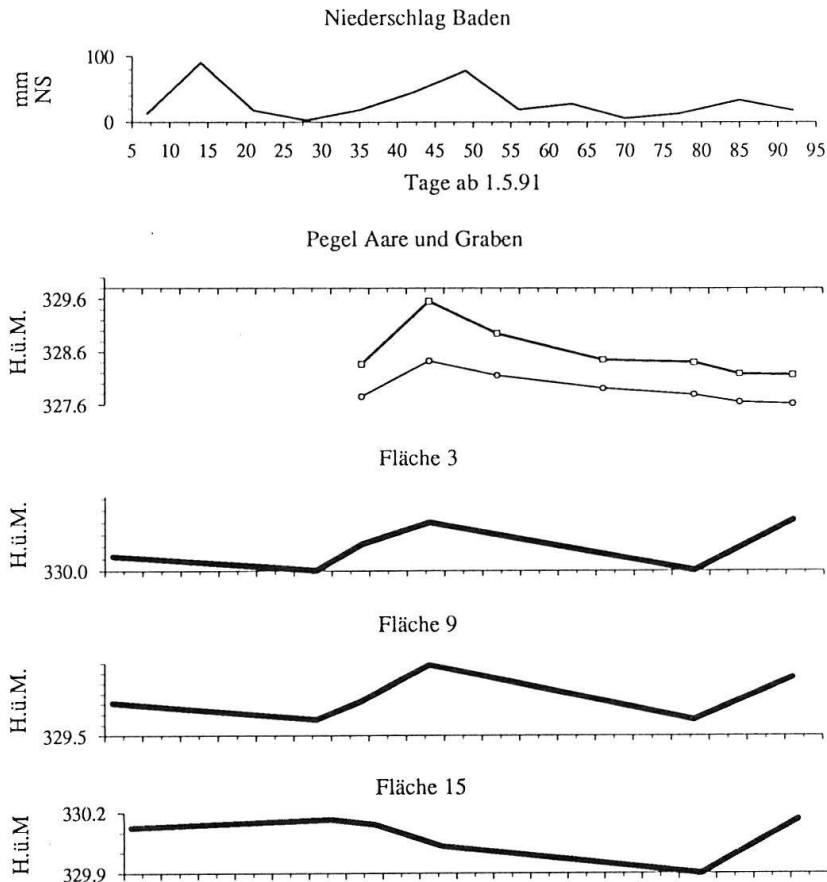 Niederschlag Baden
mm
NS
100
0
5 10 15 20 25 30 35 40 45 50 55 60 65 70 75 80 85 90 95
Tage ab 1.5.91
Pegel Aare und Graben
H.ü.M.
329.6
328.6
327.6
Fläche 3
H.ü.M.
330.0
Fläche 9
H.ü.M.
329.5
Fläche 15
H.ü.M
330.2
329.9